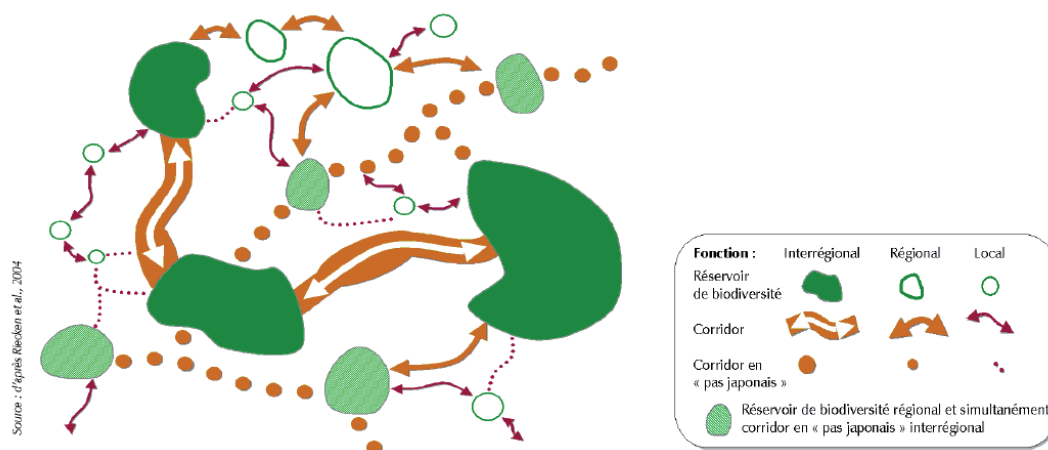 Source : d'après Riecken et al., 2004
Fonction : Interrégional Régional Local
Réservoir
de biodiversité
Corridor
Corridor en
« pas japonais »
Réservoir de biodiversité régional et simultanément
corridor en « pas japonais » interrégional